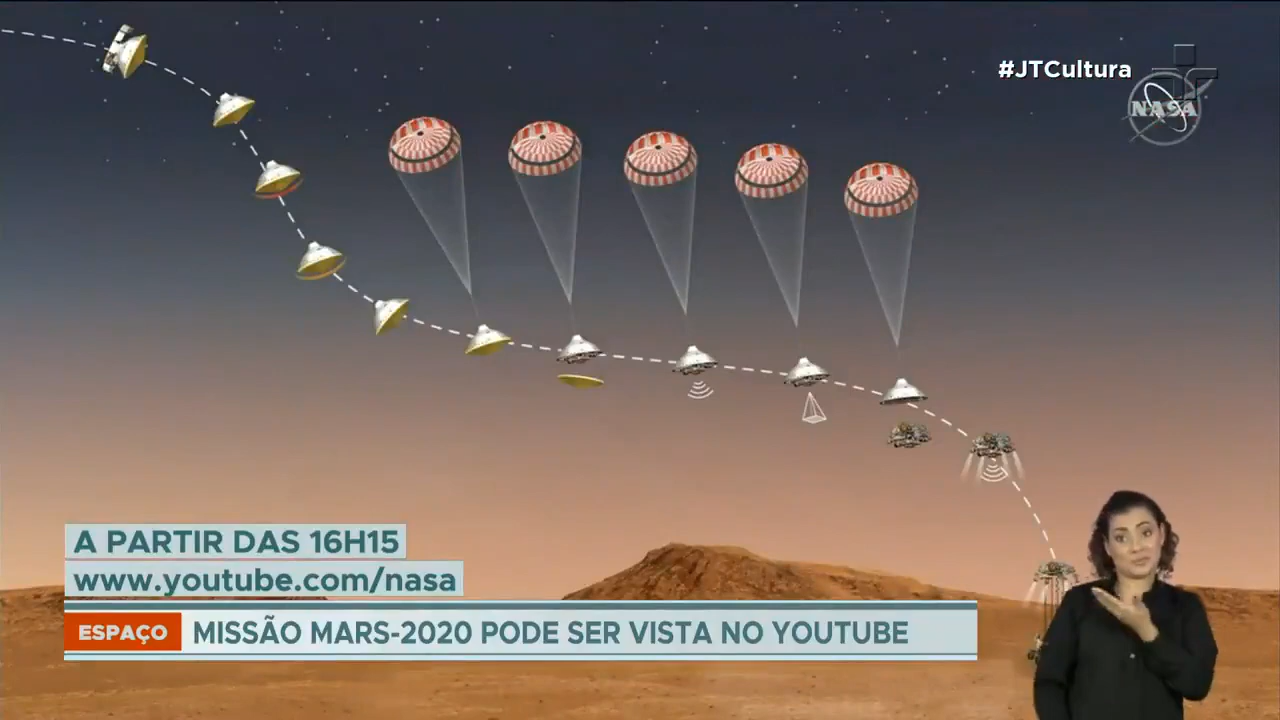 #JTCultura
NASA
A PARTIR DAS 16H15
www.youtube.com/nasa
ESPAÇO MISSÃO MARS-2020 PODE SER VISTA NO YOUTUBE